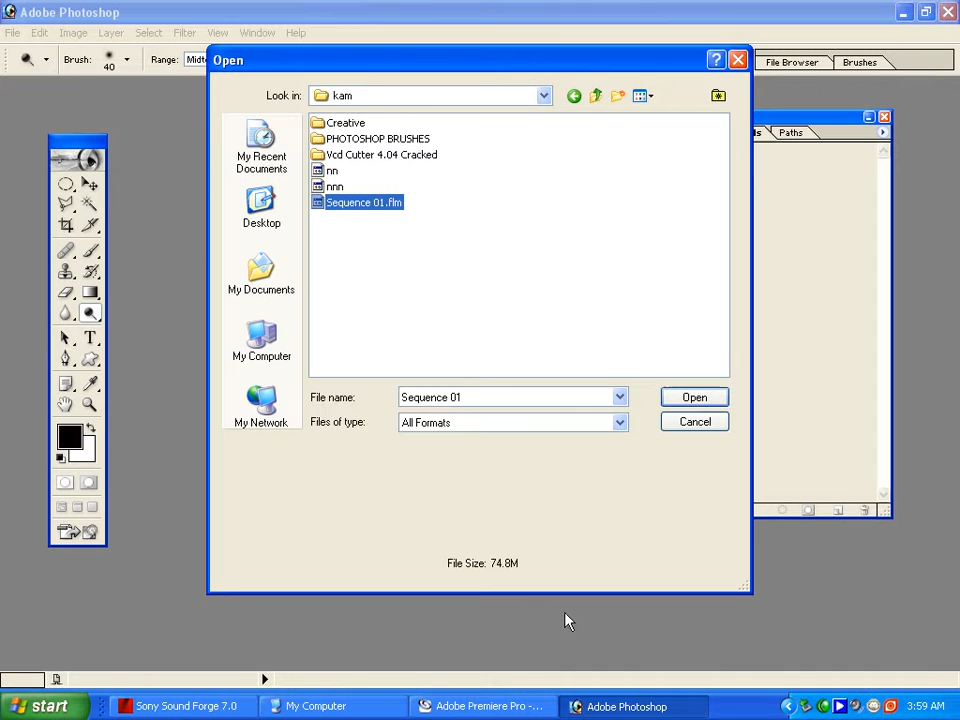 Adobe Photoshop
File Edit Image Layer Select Filter View Window Help
Brush: 40 Range: Midt File Browser Brushes
Open
Look in: kam
ls Paths
Creative
PHOTOSHOP BRUSHES
Vcd Cutter 4.04 Cracked
nn
nnn
Sequence 01.flm
My Recent
Documents
Desktop
My Documents
My Computer
My Network
File name: Sequence 01 Open
Files of type: All Formats Cancel
File Size: 74.8M
start Sony Sound Forge 7.0 My Computer Adobe Premiere Pro -... Adobe Photoshop 3:59 AM